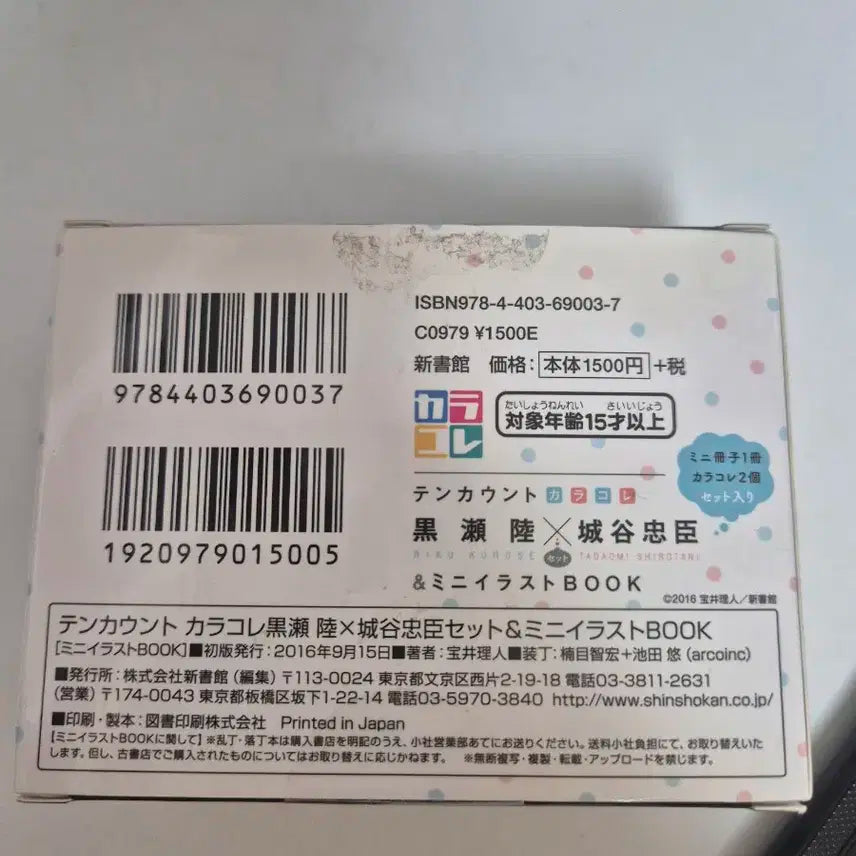 9784403690037
1920979015005
ISBN978-4-403-69003-7
C0979 ¥1500E
新書館 価格：本体1500円＋税
カラコレ
たいしょうねんれい さいいじょう
対象年齢15才以上
ミニ冊子1冊
カラコレ2個
セット入り
テンカウント カラコレ
黒瀬 陸×城谷忠臣
RIKU KUROSE セット TADAOMI SHIROTANI
＆ミニイラストBOOK
©2016 宝井理人／新書館
テンカウント カラコレ黒瀬 陸×城谷忠臣セット＆ミニイラストBOOK
［ミニイラストBOOK］■初版発行：2016年9月15日■著者：宝井理人■装丁：楠目智宏＋池田 悠（arcoinc）
■発行所：株式会社新書館（編集）〒113-0024 東京都文京区西片2-19-18 電話03-3811-2631
（営業）〒174-0043 東京都板橋区坂下1-22-14 電話03-5970-3840 http://www.shinshokan.co.jp/
■印刷・製本：図書印刷株式会社 Printed in Japan
【ミニイラストBOOKに関して】※乱丁・落丁本は購入書店を明記のうえ、小社営業部あてにお送りください。送料小社負担にて、お取り替えいた
します。但し、古書店でご購入されたものについてはお取り替えに応じかねます。 ※無断複写・複製・転載・アップロードを禁じます。